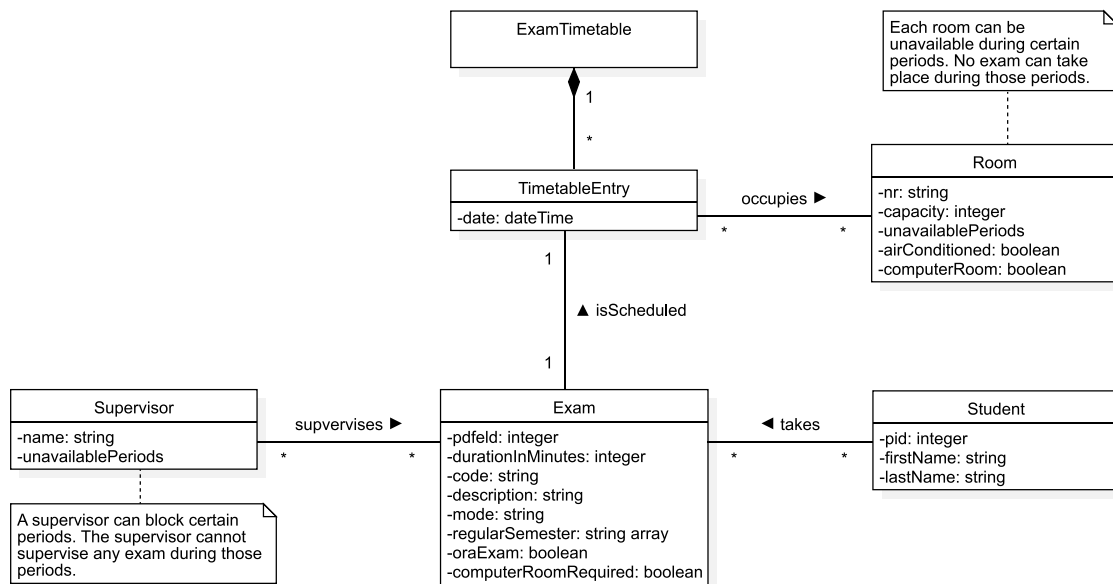 ExamTimetable
Each room can be
unavailable during certain
periods. No exam can take
place during those periods.
1
*
TimetableEntry
-date: dateTime
occupies ►
*
*
Room
-nr: string
-capacity: integer
-unavailablePeriods
-airConditioned: boolean
-computerRoom: boolean
1
▲ isScheduled
1
Supervisor
-name: string
-unavailablePeriods
supvervises ►
*
*
Exam
-pdfeld: integer
-durationInMinutes: integer
-code: string
-description: string
-mode: string
-regularSemester: string array
-oraExam: boolean
-computerRoomRequired: boolean
◄ takes
*
*
Student
-pid: integer
-firstName: string
-lastName: string
A supervisor can block certain
periods. The supervisor cannot
supervise any exam during those
periods.